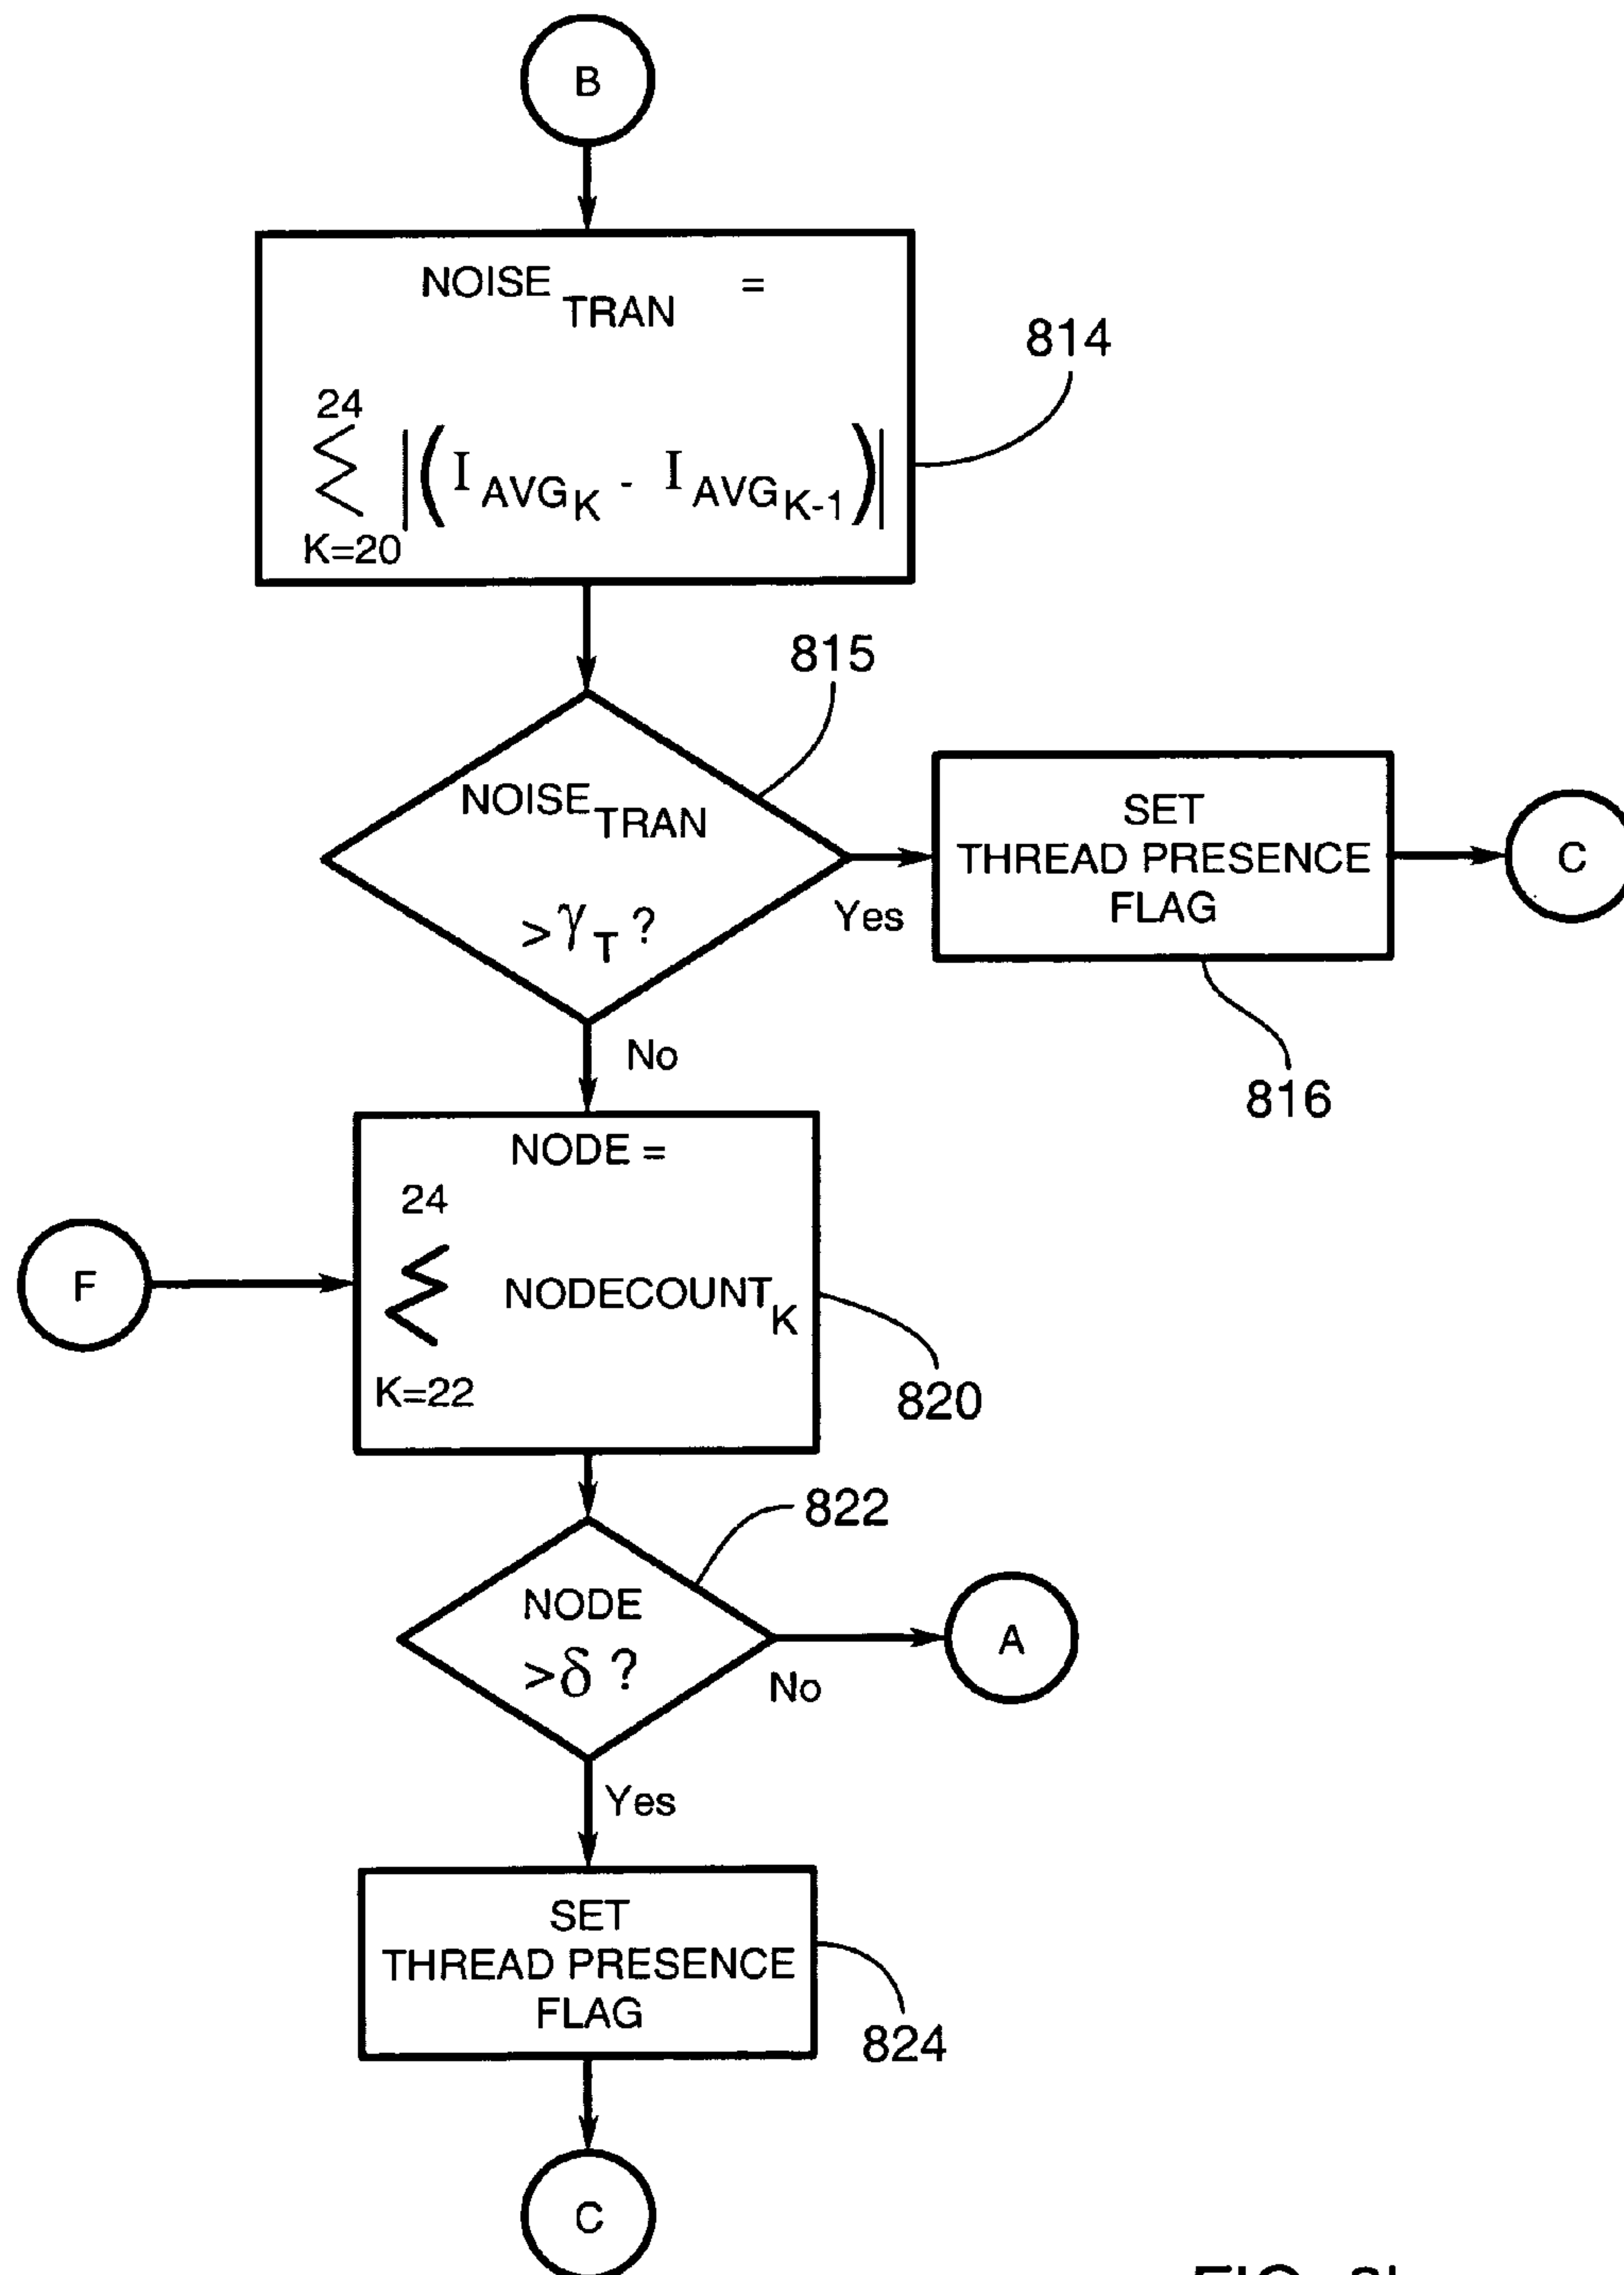 B
NOISE TRAN =
814
24
∑ |(I AVG K - I AVG K-1)|
K=20
815
NOISE TRAN
> γ T ?
Yes
SET
THREAD PRESENCE
FLAG
C
816
No
NODE =
24
∑ NODECOUNT K
K=22
F
820
822
NODE
> δ ?
No
A
Yes
SET
THREAD PRESENCE
FLAG
824
C